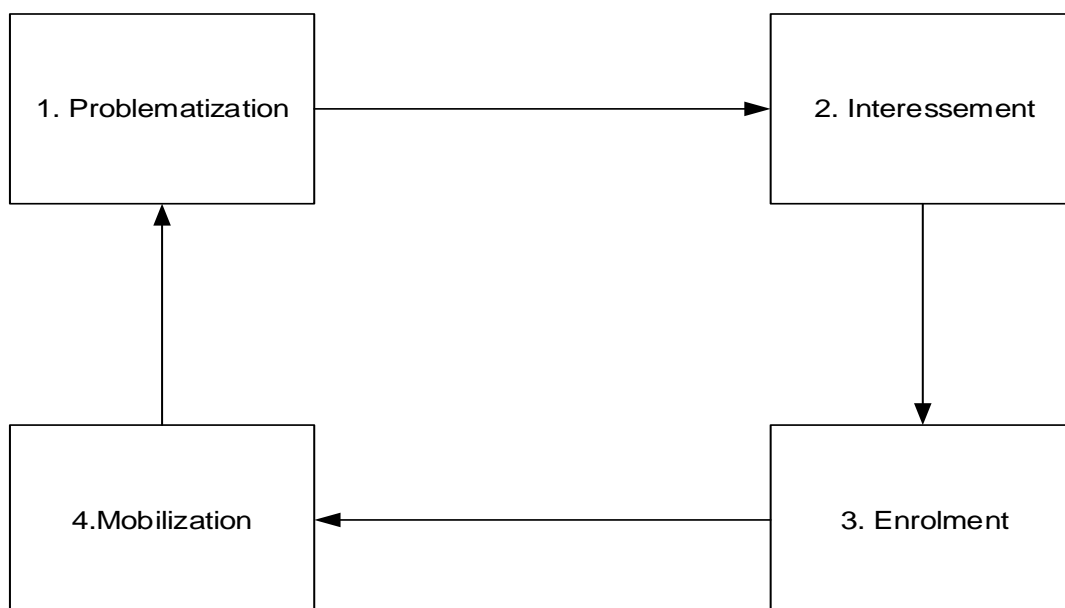 1. Problematization
2. Interessement
4.Mobilization
3. Enrolment